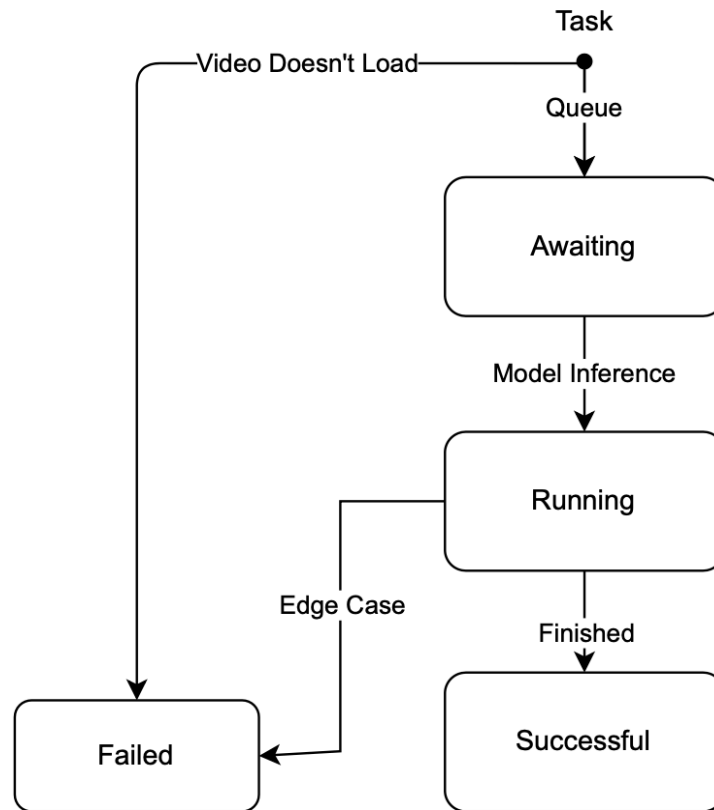 Task
Video Doesn't Load
Queue
Awaiting
Model Inference
Running
Edge Case
Finished
Failed
Successful